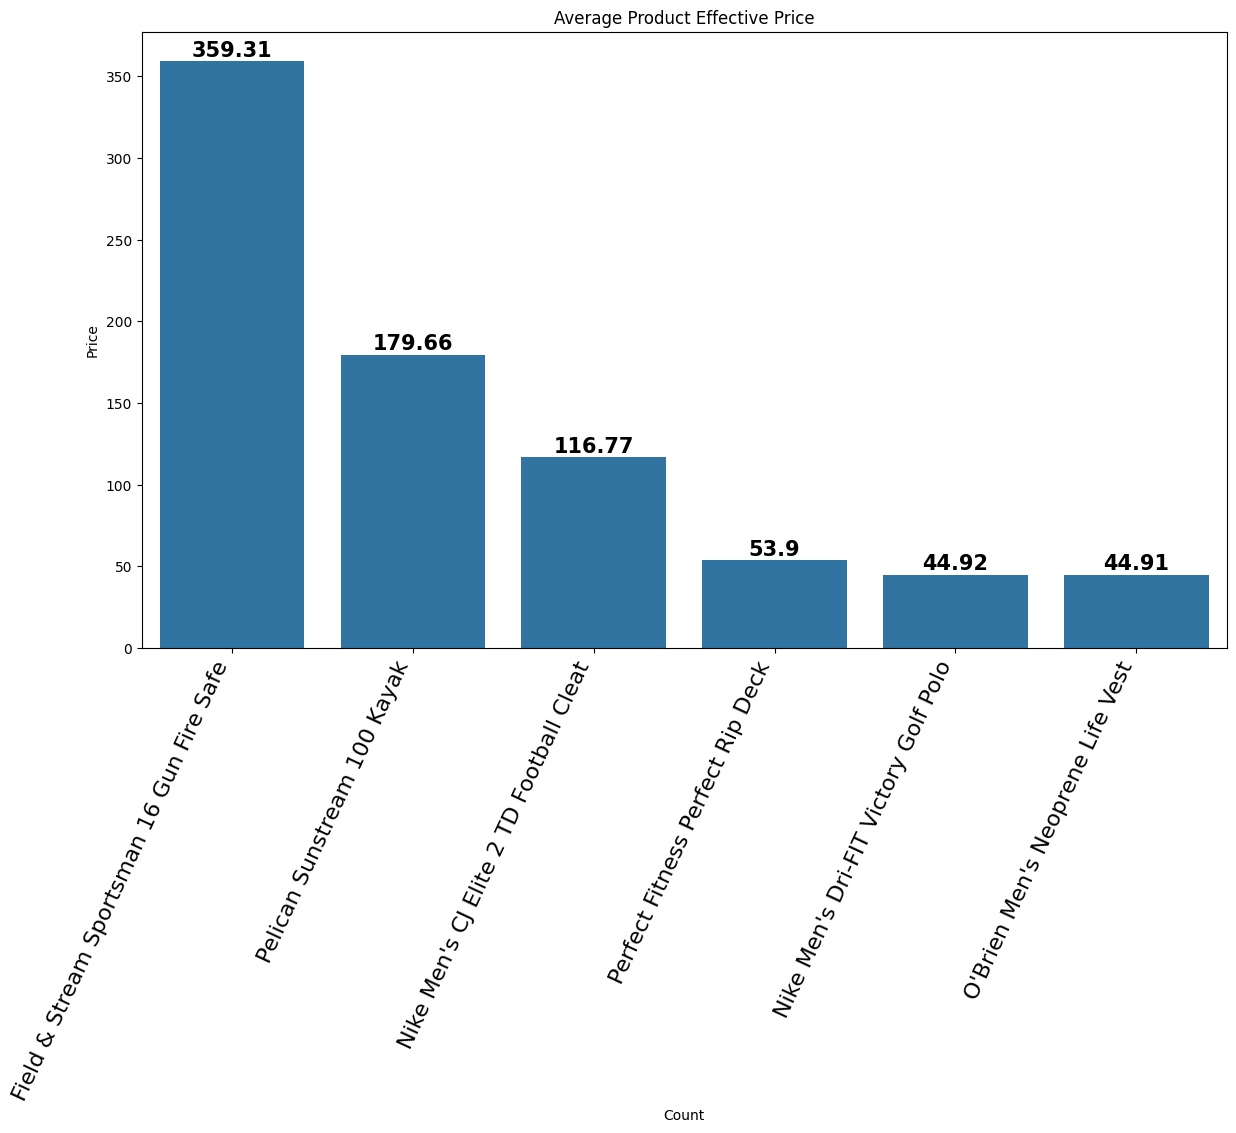 Average Product Effective Price
359.31
179.66
116.77
53.9
44.92
44.91
Price
350
300
250
200
150
100
50
0
Field & Stream Sportsman 16 Gun Fire Safe
Pelican Sunstream 100 Kayak
Nike Men's CJ Elite 2 TD Football Cleat
Perfect Fitness Perfect Rip Deck
Nike Men's Dri-FIT Victory Golf Polo
O'Brien Men's Neoprene Life Vest
Count